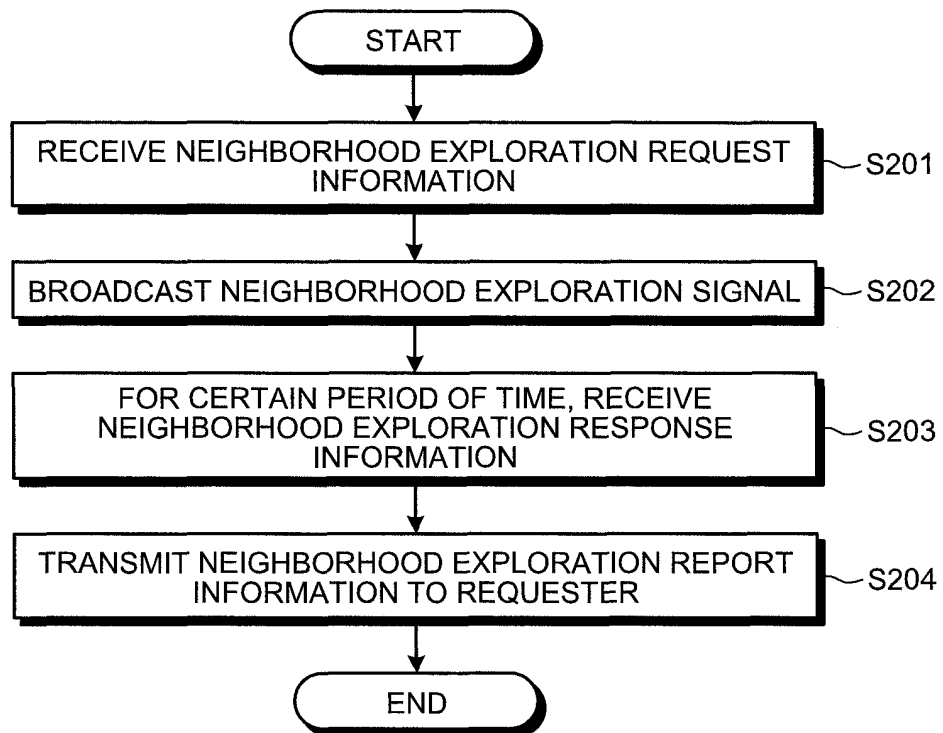 START
RECEIVE NEIGHBORHOOD EXPLORATION REQUEST
INFORMATION
S201
BROADCAST NEIGHBORHOOD EXPLORATION SIGNAL
S202
FOR CERTAIN PERIOD OF TIME, RECEIVE
NEIGHBORHOOD EXPLORATION RESPONSE
INFORMATION
S203
TRANSMIT NEIGHBORHOOD EXPLORATION REPORT
INFORMATION TO REQUESTER
S204
END